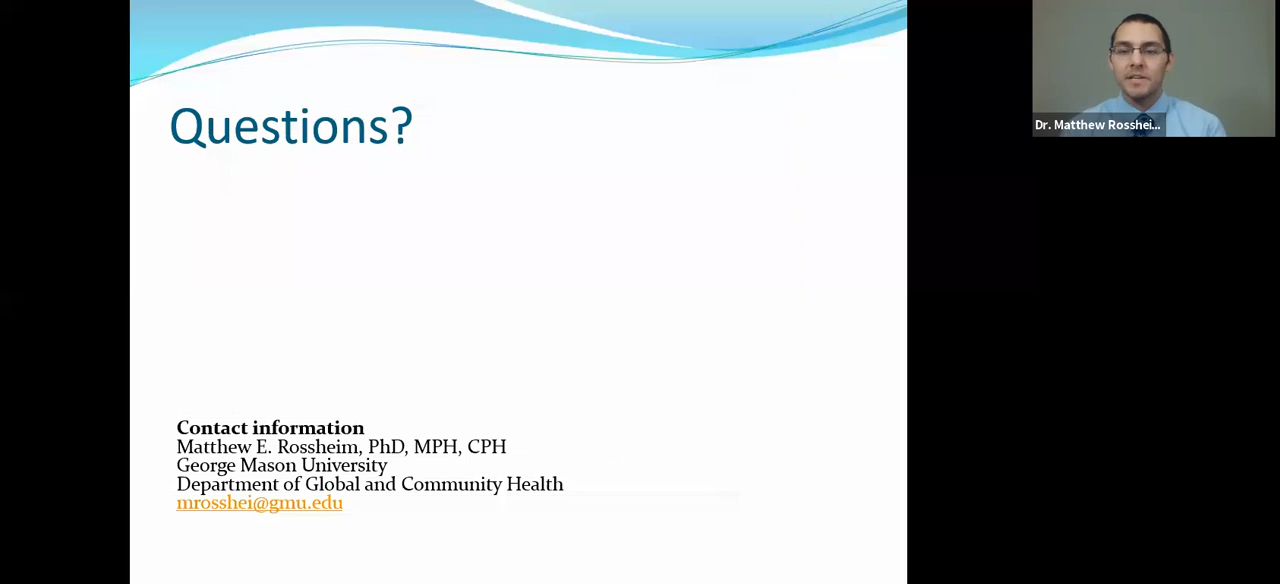 Questions?
Dr. Matthew Rosshei...
Contact information
Matthew E. Rossheim, PhD, MPH, CPH
George Mason University
Department of Global and Community Health
mrosshei@gmu.edu